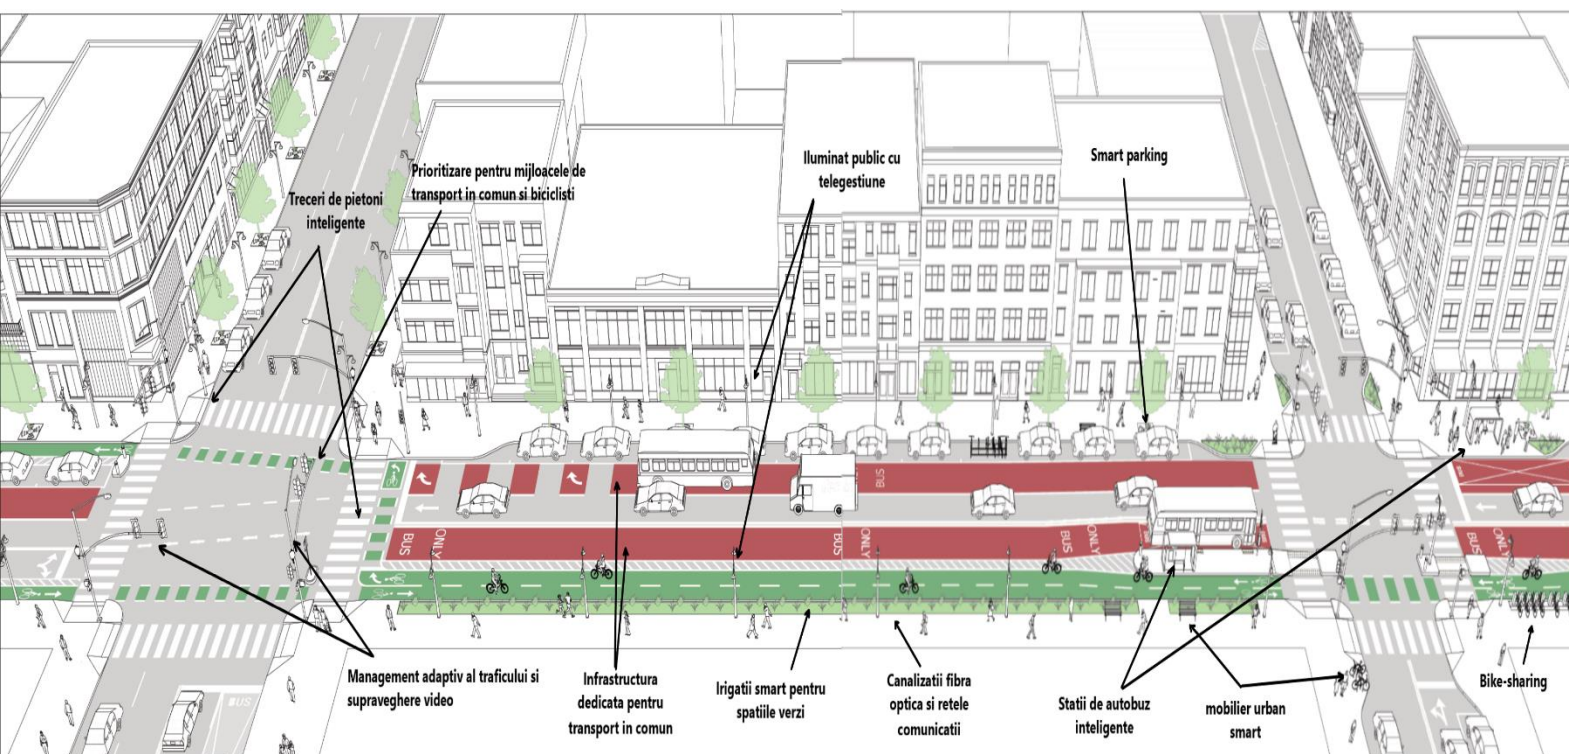 Treceri de pietoni
inteligente
Prioritizare pentru mijloacele de
transport in comun si biciclisti
Iluminat public cu
telegestiune
Smart parking
BUS
BUS
ONLY
BUS
ONLY
BUS
ONLY
BUS
ONLY
BUS
Management adaptiv al traficului si
supraveghere video
Infrastructura
dedicata pentru
transport in comun
Irigatii smart pentru
spatiile verzi
Canalizatii fibra
optica si retele
comunicatii
Statii de autobuz
inteligente
mobilier urban
smart
Bike-sharing